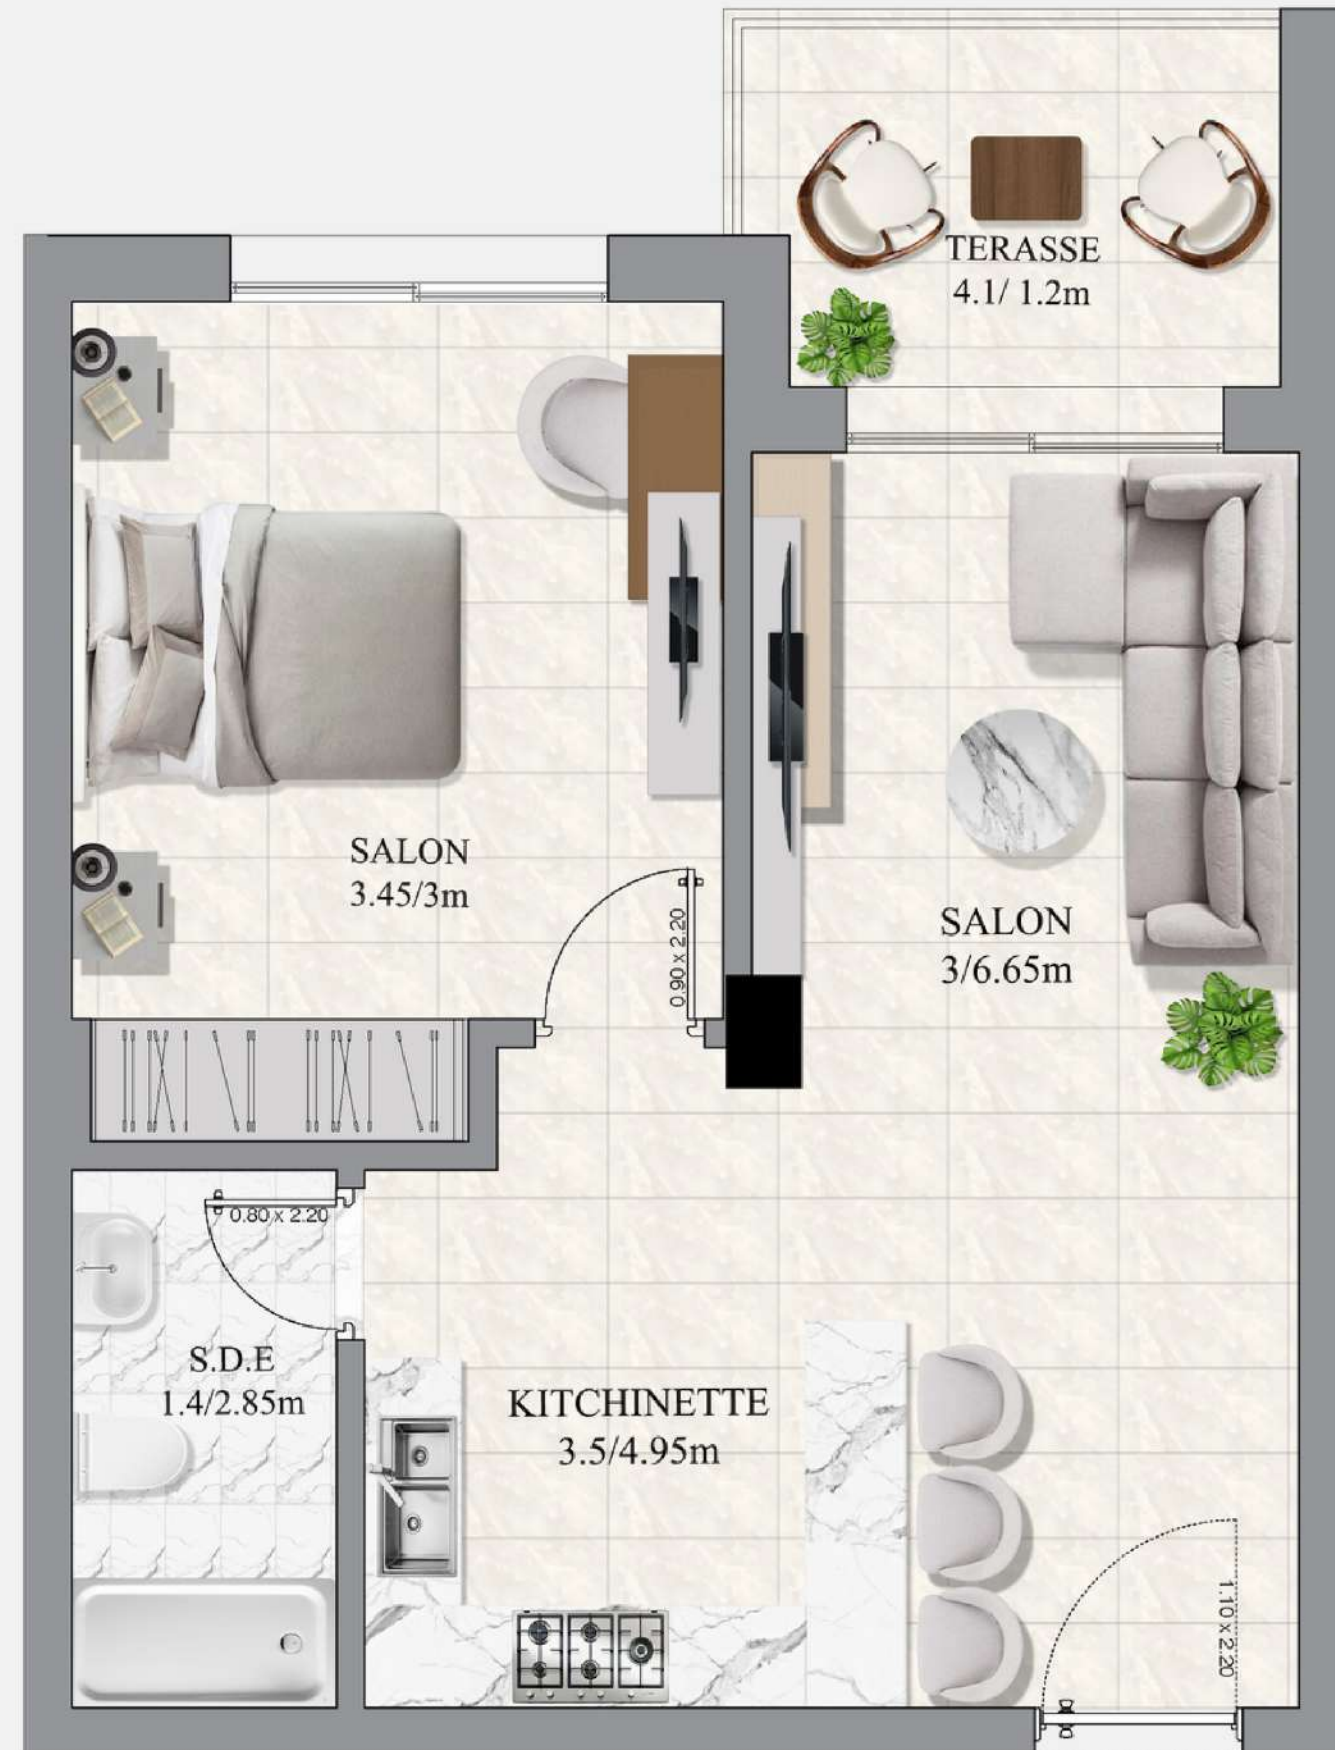 TERASSE
4.1/ 1.2m
SALON
3.45/3m
0.90 x 2.20
SALON
3/6.65m
0.80 x 2.20
S.D.E
1.4/2.85m
KITCHINETTE
3.5/4.95m
1.10 x 2.20